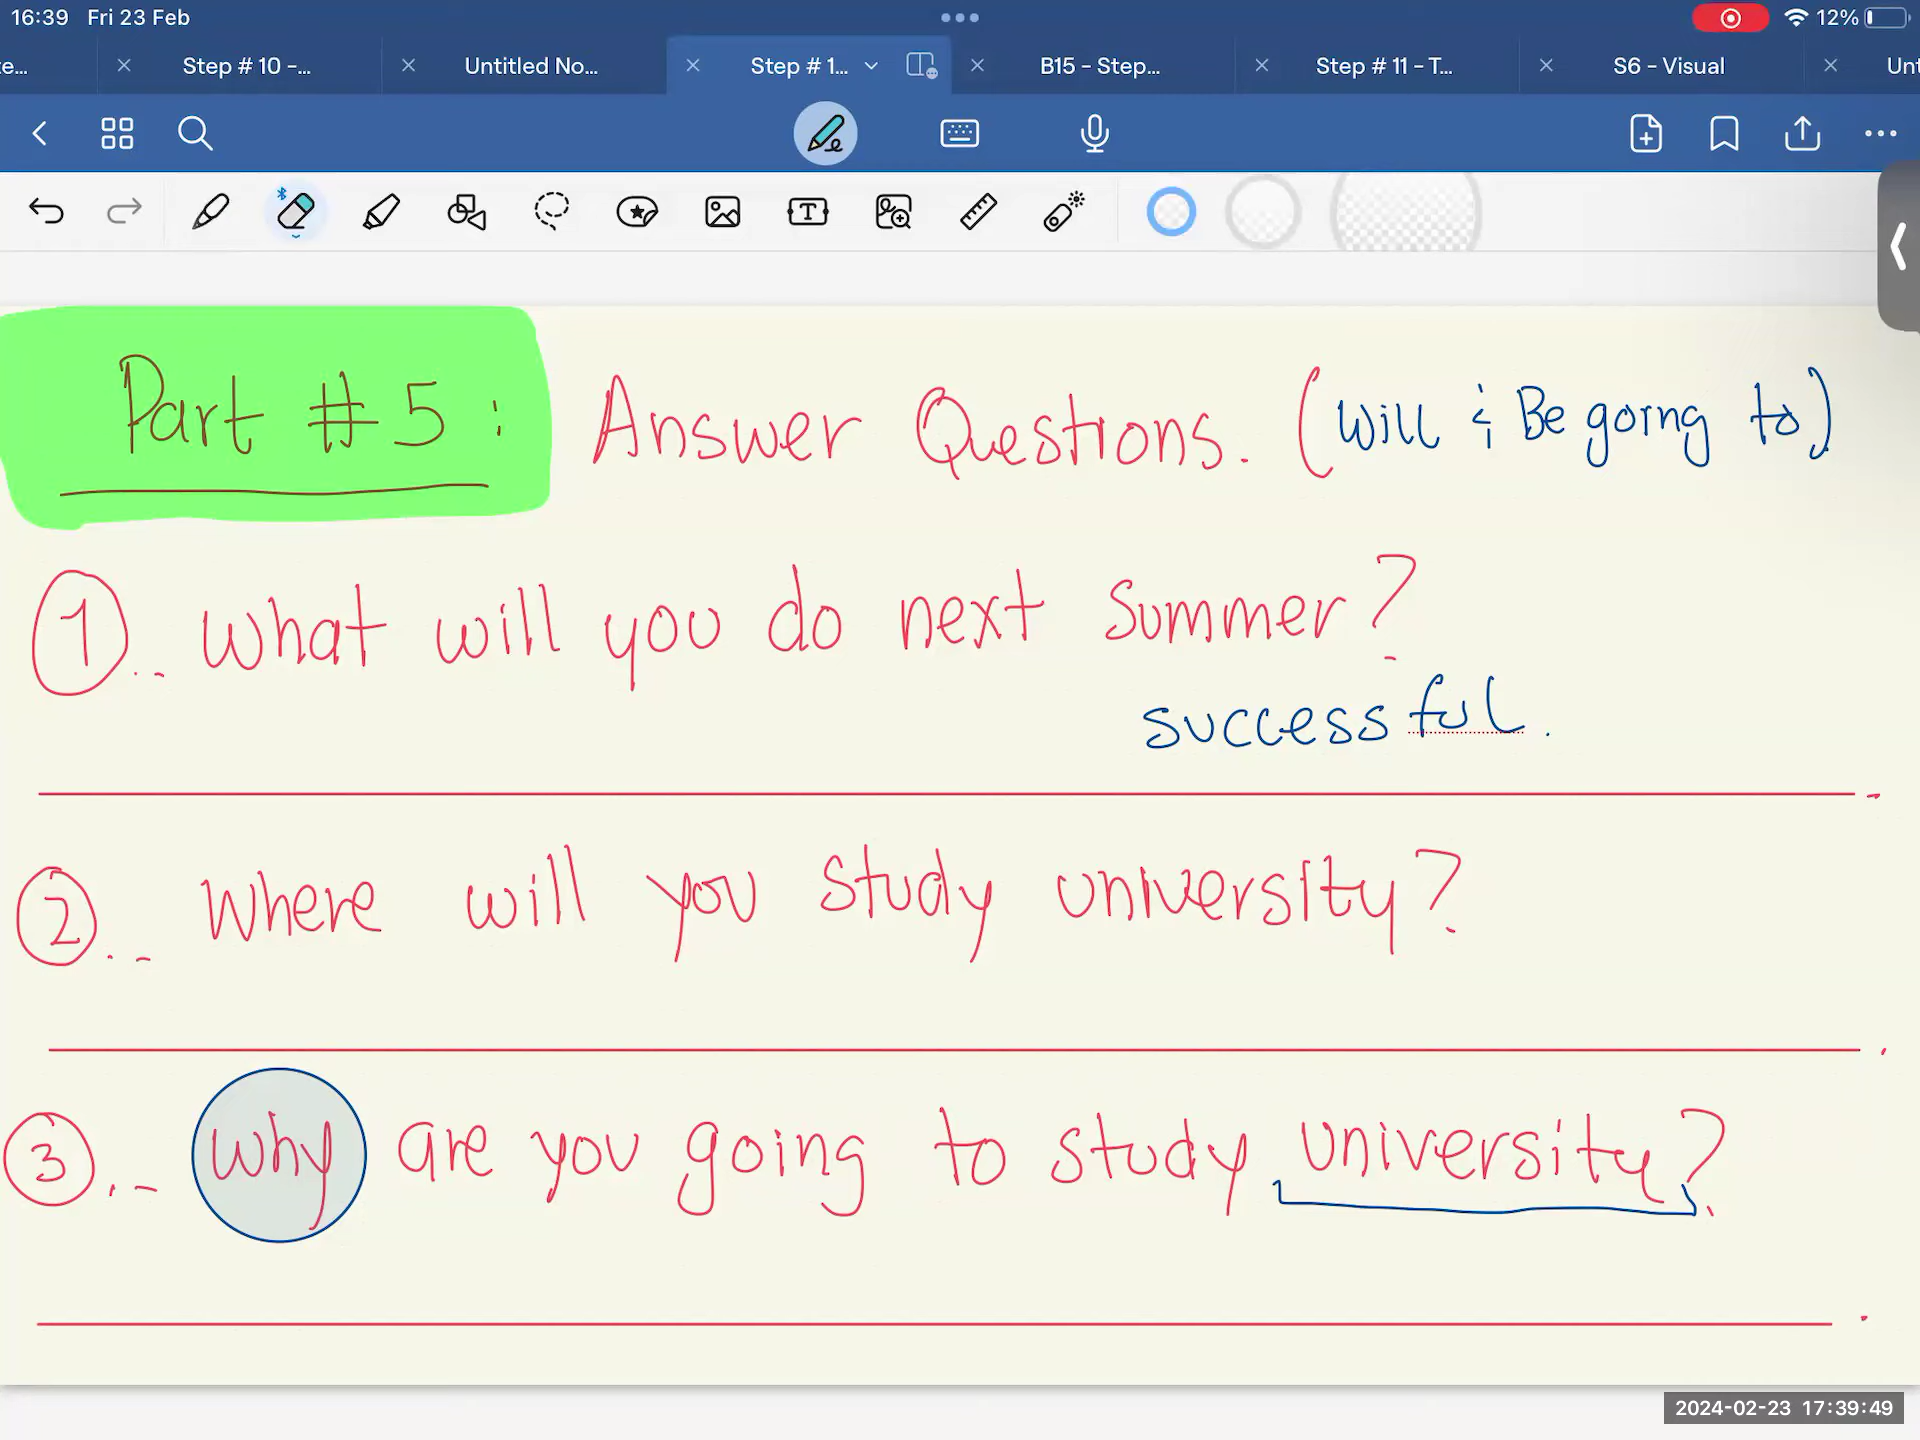 16:39 Fri 23 Feb 12%
e... Step # 10 -... Untitled No... Step # 1... B15 - Step... Step # 11 - T... S6 - Visual Unt
Part # 5 : Answer Questions. (Will & Be going to)
1.. What will you do next summer?
successful.
2.. Where will you study university?
3.. why are you going to study university?
2024-02-23 17:39:49